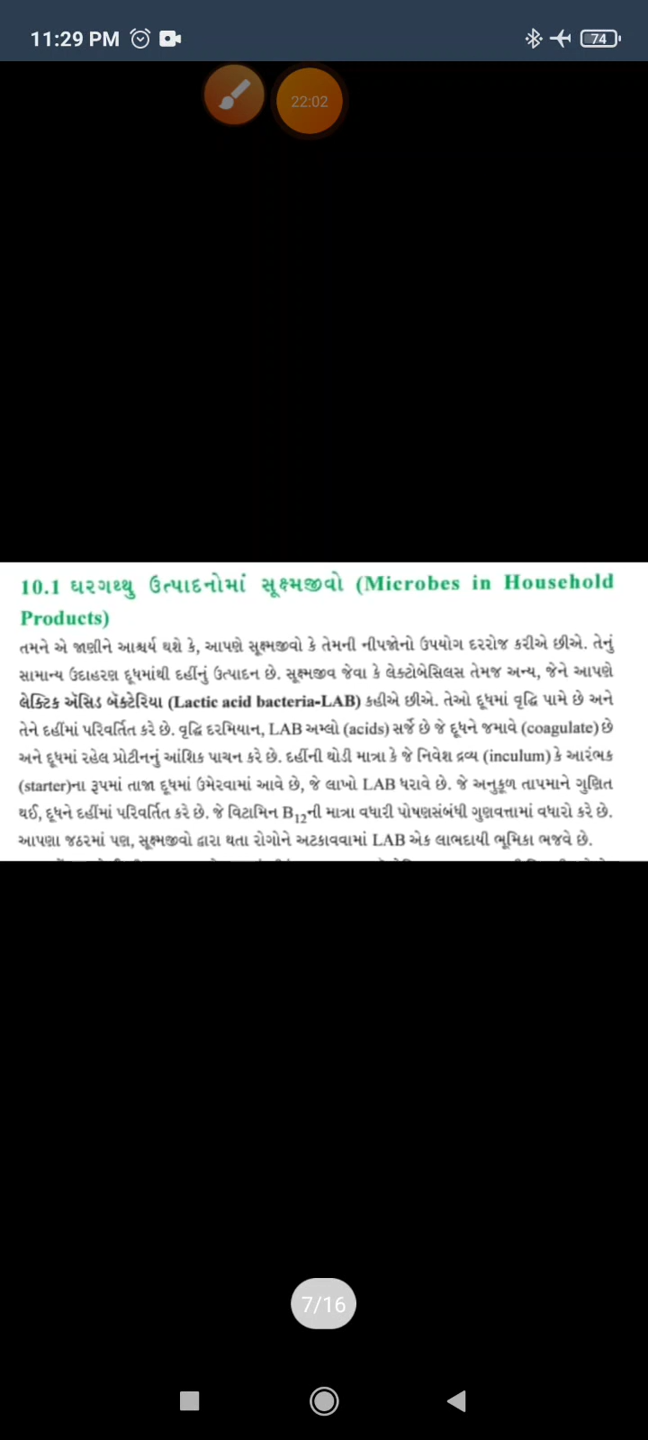 11:29 PM
74
22:02
10.1 ઘરગથ્થુ ઉત્પાદનોમાં સૂક્ષ્મજીવો (Microbes in Household
Products)
તમને એ જાણીને આશ્ચર્ય થશે કે, આપણે સૂક્ષ્મજીવો કે તેમની નીપજોનો ઉપયોગ દરરોજ કરીએ છીએ. તેનું
સામાન્ય ઉદાહરણ દૂધમાંથી દહીંનું ઉત્પાદન છે. સૂક્ષ્મજીવ જેવા કે લેક્ટોબેસિલસ તેમજ અન્ય, જેને આપણે
લેક્ટિક ઍસિડ બૅક્ટેરિયા (Lactic acid bacteria-LAB) કહીએ છીએ. તેઓ દૂધમાં વૃદ્ધિ પામે છે અને
તેને દહીંમાં પરિવર્તિત કરે છે. વૃદ્ધિ દરમિયાન, LAB અમ્લો (acids) સર્જે છે જે દૂધને જમાવે (coagulate) છે
અને દૂધમાં રહેલ પ્રોટીનનું આંશિક પાચન કરે છે. દહીંની થોડી માત્રા કે જે નિવેશ દ્રવ્ય (inculum) કે આરંભક
(starter)ના રૂપમાં તાજા દૂધમાં ઉમેરવામાં આવે છે, જે લાખો LAB ધરાવે છે. જે અનુકૂળ તાપમાને ગુણિત
થઈ, દૂધને દહીંમાં પરિવર્તિત કરે છે. જે વિટામિન B12ની માત્રા વધારી પોષણસંબંધી ગુણવત્તામાં વધારો કરે છે.
આપણા જઠરમાં પણ, સૂક્ષ્મજીવો દ્વારા થતા રોગોને અટકાવવામાં LAB એક લાભદાયી ભૂમિકા ભજવે છે.
7/16